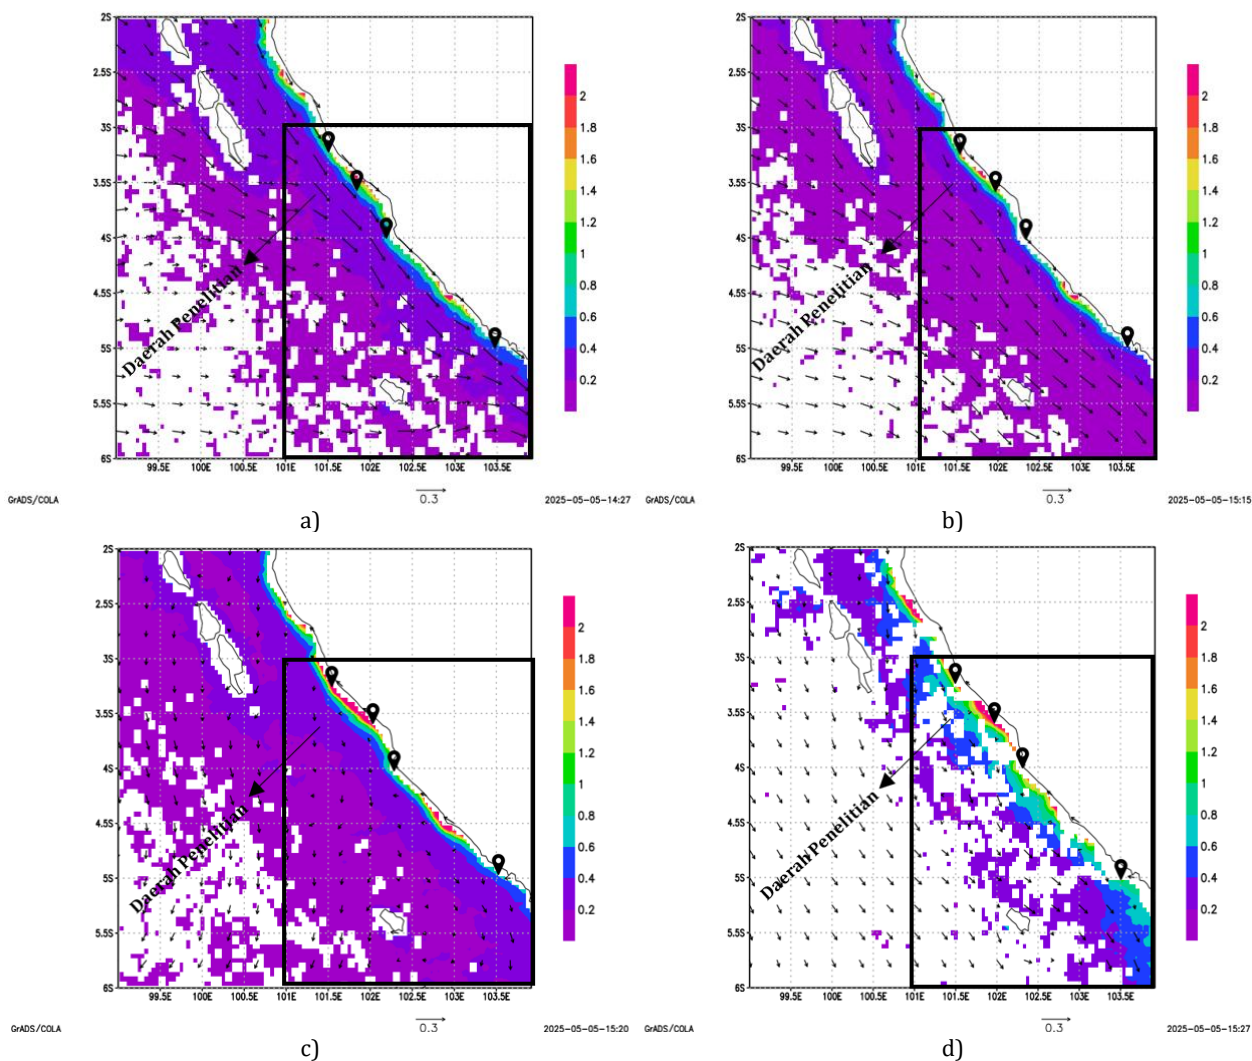 2S
2.5S
3S
3.5S
4S
4.5S
5S
5.5S
6S
99.5E 100E 100.5E 101E 101.5E 102E 102.5E 103E 103.5E
2
1.8
1.6
1.4
1.2
1
0.8
0.6
0.4
0.2
Daerah Penelitian
0.3
GrADS/COLA
2025-05-05-14:27
a)
2S
2.5S
3S
3.5S
4S
4.5S
5S
5.5S
6S
99.5E 100E 100.5E 101E 101.5E 102E 102.5E 103E 103.5E
2
1.8
1.6
1.4
1.2
1
0.8
0.6
0.4
0.2
Daerah Penelitian
0.3
GrADS/COLA
2025-05-05-15:15
b)
2S
2.5S
3S
3.5S
4S
4.5S
5S
5.5S
6S
99.5E 100E 100.5E 101E 101.5E 102E 102.5E 103E 103.5E
2
1.8
1.6
1.4
1.2
1
0.8
0.6
0.4
0.2
Daerah Penelitian
0.3
GrADS/COLA
2025-05-05-15:20
c)
2S
2.5S
3S
3.5S
4S
4.5S
5S
5.5S
6S
99.5E 100E 100.5E 101E 101.5E 102E 102.5E 103E 103.5E
2
1.8
1.6
1.4
1.2
1
0.8
0.6
0.4
0.2
Daerah Penelitian
0.3
GrADS/COLA
2025-05-05-15:27
d)